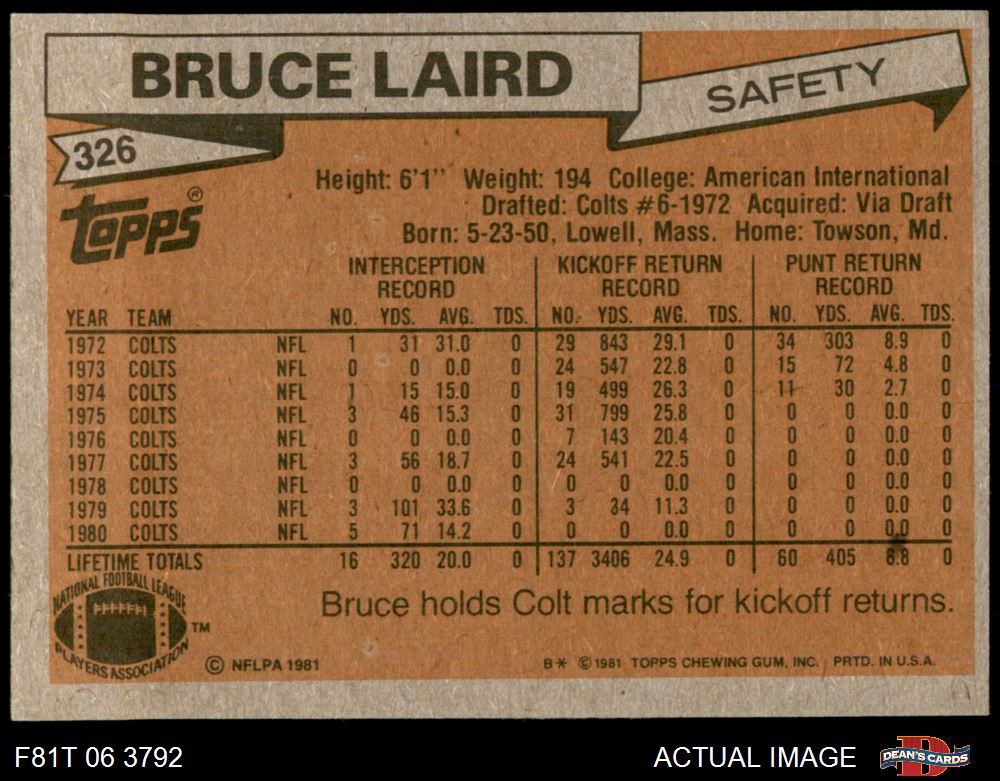 BRUCE LAIRD
SAFETY
326
TOPPS®
Height: 6'1" Weight: 194 College: American International
Drafted: Colts #6-1972 Acquired: Via Draft
Born: 5-23-50, Lowell, Mass. Home: Towson, Md.
INTERCEPTION RECORD KICKOFF RETURN RECORD PUNT RETURN RECORD
YEAR TEAM NO. YDS. AVG. TDS. NO. YDS. AVG. TDS. NO. YDS. AVG. TDS.
1972 COLTS NFL 1 31 31.0 0 29 843 29.1 0 34 303 8.9 0
1973 COLTS NFL 0 0 0.0 0 24 547 22.8 0 15 72 4.8 0
1974 COLTS NFL 1 15 15.0 0 19 499 26.3 0 11 30 2.7 0
1975 COLTS NFL 3 46 15.3 0 31 799 25.8 0 0 0 0.0 0
1976 COLTS NFL 0 0 0.0 0 7 143 20.4 0 0 0 0.0 0
1977 COLTS NFL 3 56 18.7 0 24 541 22.5 0 0 0 0.0 0
1978 COLTS NFL 0 0 0.0 0 0 0 0.0 0 0 0 0.0 0
1979 COLTS NFL 3 101 33.6 0 3 34 11.3 0 0 0 0.0 0
1980 COLTS NFL 5 71 14.2 0 0 0 0.0 0 0 0 0.0 0
LIFETIME TOTALS 16 320 20.0 0 137 3406 24.9 0 60 405 6.8 0
NATIONAL FOOTBALL LEAGUE
PLAYERS ASSOCIATION
TM
Bruce holds Colt marks for kickoff returns.
© NFLPA 1981
B* © 1981 TOPPS CHEWING GUM, INC. PRTD. IN U.S.A.
F81T 06 3792
ACTUAL IMAGE
DEAN'S CARDS